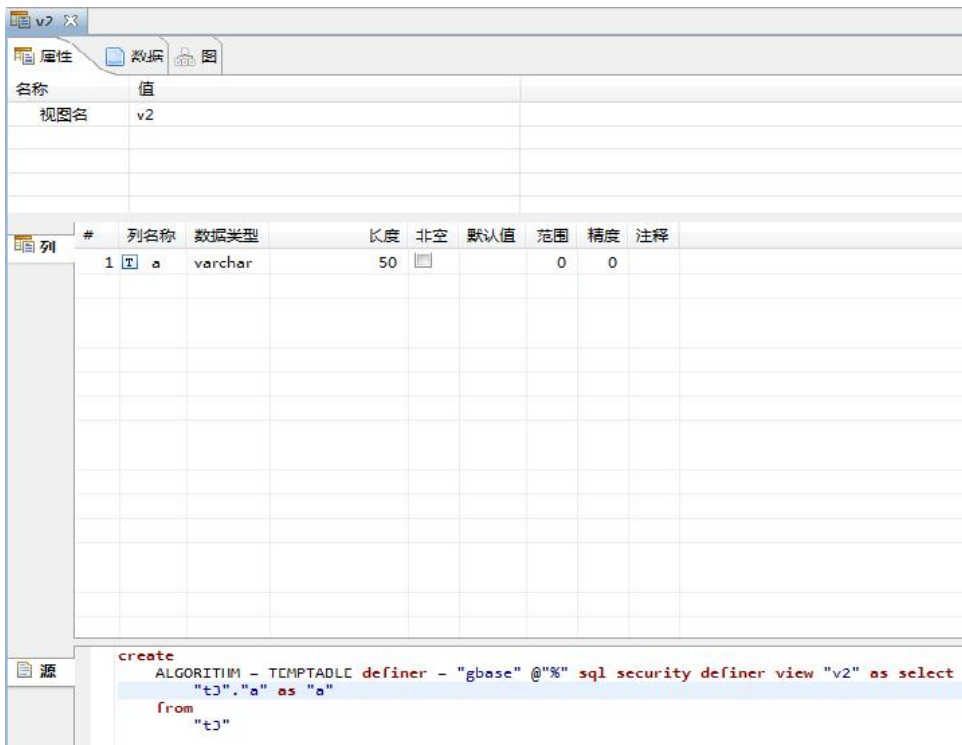 v2
属性 数据 图
名称 值
视图名 v2
列
# 列名称 数据类型 长度 非空 默认值 范围 精度 注释
1 T a varchar 50 0 0
源
create
ALGORITHM = TEMPTABLE definer = "gbase" @"%" sql security definer view "v2" as select
"t3"."a" as "a"
from
"t3"